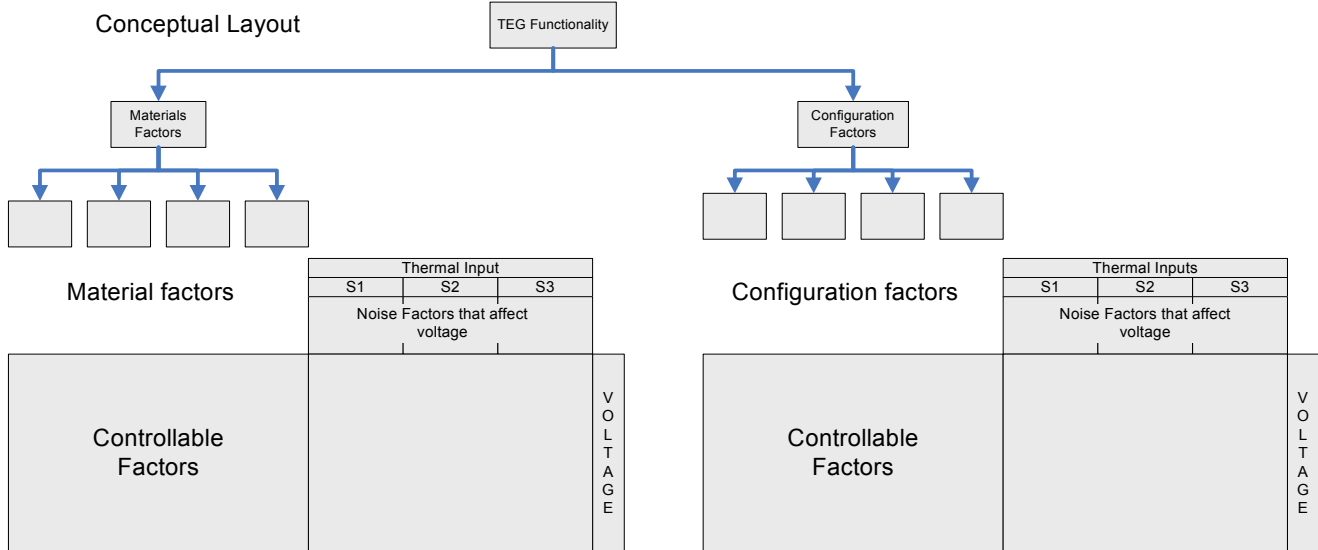 Conceptual Layout
TEG Functionality
Materials
Factors
Configuration
Factors
Material factors
Thermal Input
S1 S2 S3
Noise Factors that affect
voltage
Controllable
Factors
V
O
L
T
A
G
E
Configuration factors
Thermal Inputs
S1 S2 S3
Noise Factors that affect
voltage
Controllable
Factors
V
O
L
T
A
G
E